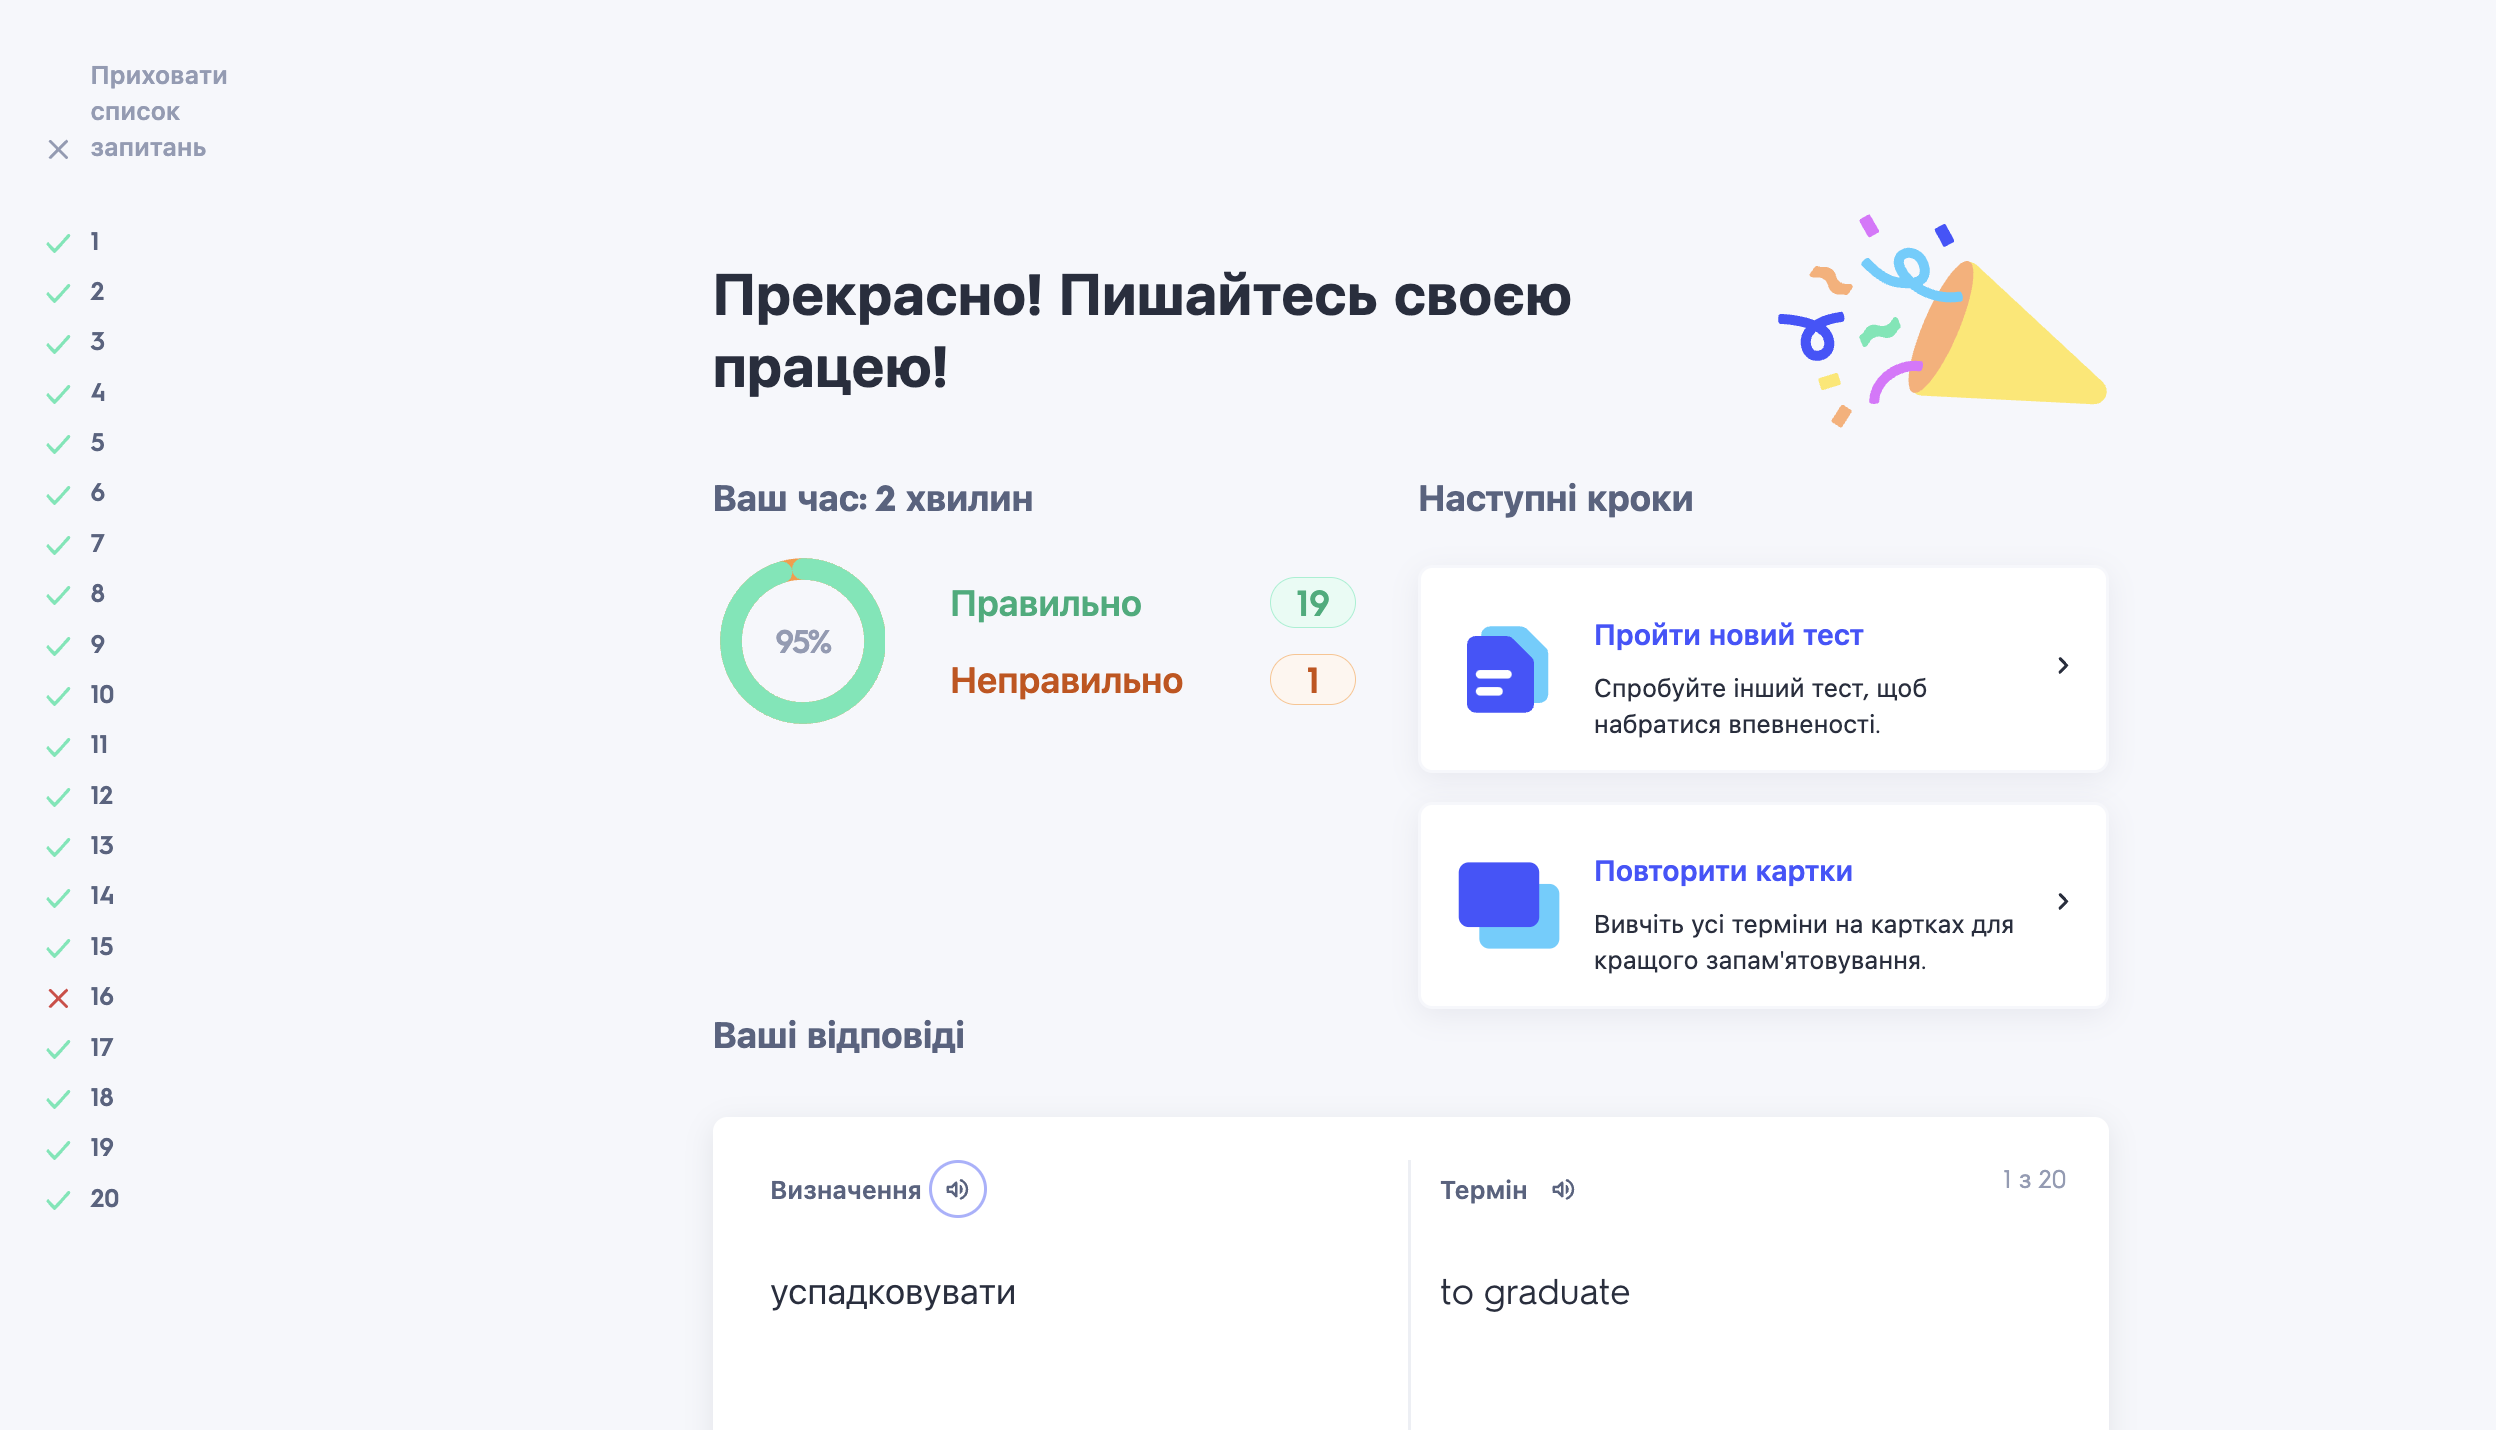 Приховати
список
запитань
1
2
3
4
5
6
7
8
9
10
11
12
13
14
15
16
17
18
19
20
Прекрасно! Пишайтесь своєю
працею!
Ваш час: 2 хвилин
95%
Правильно 19
Неправильно 1
Наступні кроки
Пройти новий тест
Спробуйте інший тест, щоб
набратися впевненості.
Повторити картки
Вивчіть усі терміни на картках для
кращого запам'ятовування.
Ваші відповіді
Визначення
успадковувати
Термін
1 з 20
to graduate